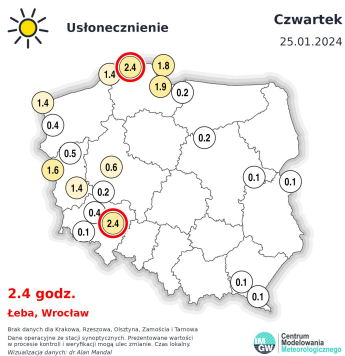 Usłonecznienie
Czwartek
25.01.2024
1.4
2.4
1.8
1.9
0.2
1.4
0.4
0.2
0.5
1.6
0.6
0.1
0.1
1.4
0.2
0.4
2.4
0.1
0.1
0.1
2.4 godz.
Łeba, Wrocław
Brak danych dla Krakowa, Rzeszowa, Olsztyna, Zamościa i Tarnowa
Dane operacyjne ze stacji synoptycznych. Prezentowane wartości
w procesie kontroli i weryfikacji mogą ulec zmianie. Czas lokalny.
Wizualizacja danych: dr Alan Mandal
IMGW
Centrum
Modelowania
Meteorologicznego